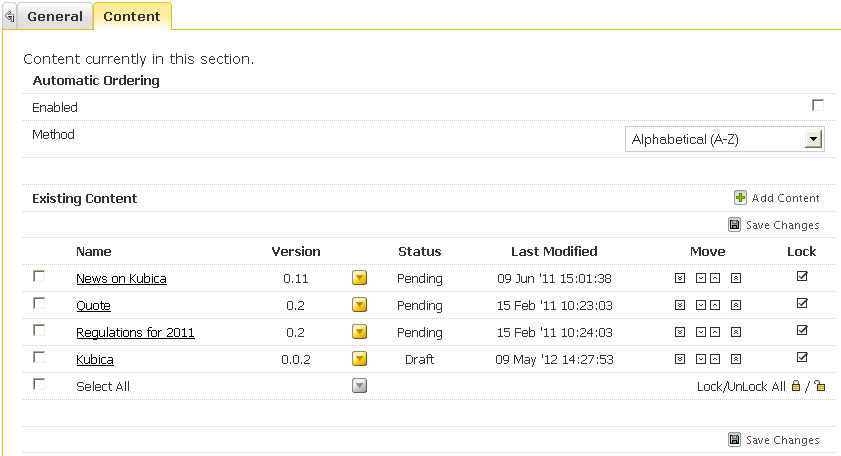 General Content
Content currently in this section.
Automatic Ordering
Enabled
Method Alphabetical (A-Z)
Existing Content Add Content
Save Changes
Name Version Status Last Modified Move Lock
News on Kubica 0.11 Pending 09 Jun '11 15:01:38
Quote 0.2 Pending 15 Feb '11 10:23:03
Regulations for 2011 0.2 Pending 15 Feb '11 10:24:03
Kubica 0.0.2 Draft 09 May '12 14:27:53
Select All Lock/UnLock All /
Save Changes